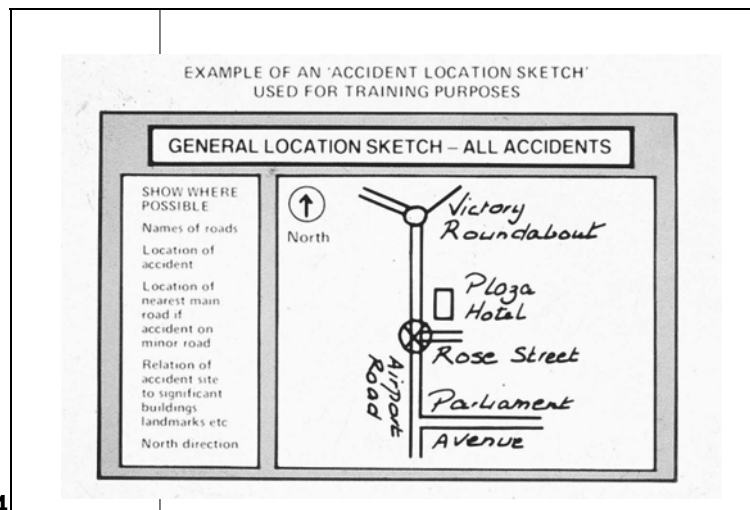 EXAMPLE OF AN 'ACCIDENT LOCATION SKETCH'
USED FOR TRAINING PURPOSES
GENERAL LOCATION SKETCH – ALL ACCIDENTS
SHOW WHERE
POSSIBLE
Names of roads
Location of
accident
Location of
nearest main
road if
accident on
minor road
Relation of
accident site
to significant
buildings
landmarks etc
North direction
North
Victory
Roundabout
Plaza
Hotel
Rose Street
Airport
Road
Parliament
Avenue
1